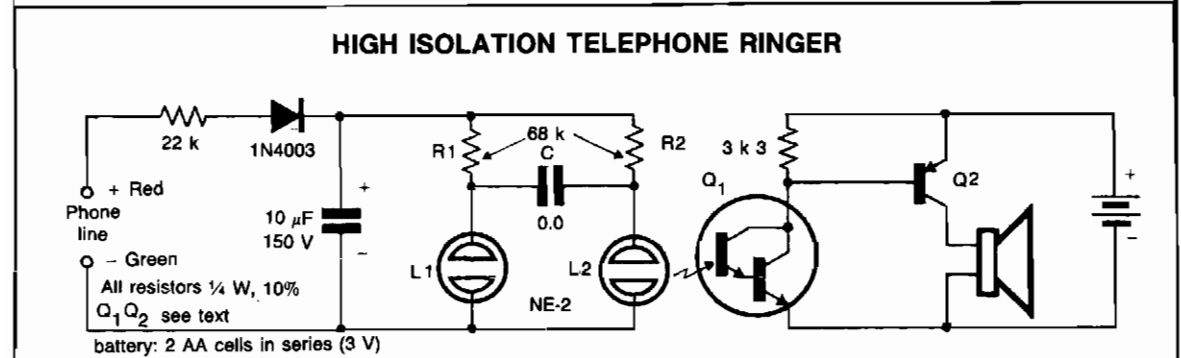 HIGH ISOLATION TELEPHONE RINGER
22 k
1N4003
R1
68 k
C
0.0
R2
3 k 3
Q1
Q2
+ Red
Phone
line
- Green
10 μF
150 V
+
-
L1
L2
NE-2
+
-
All resistors ¼ W, 10%
Q1 Q2 see text
battery: 2 AA cells in series (3 V)